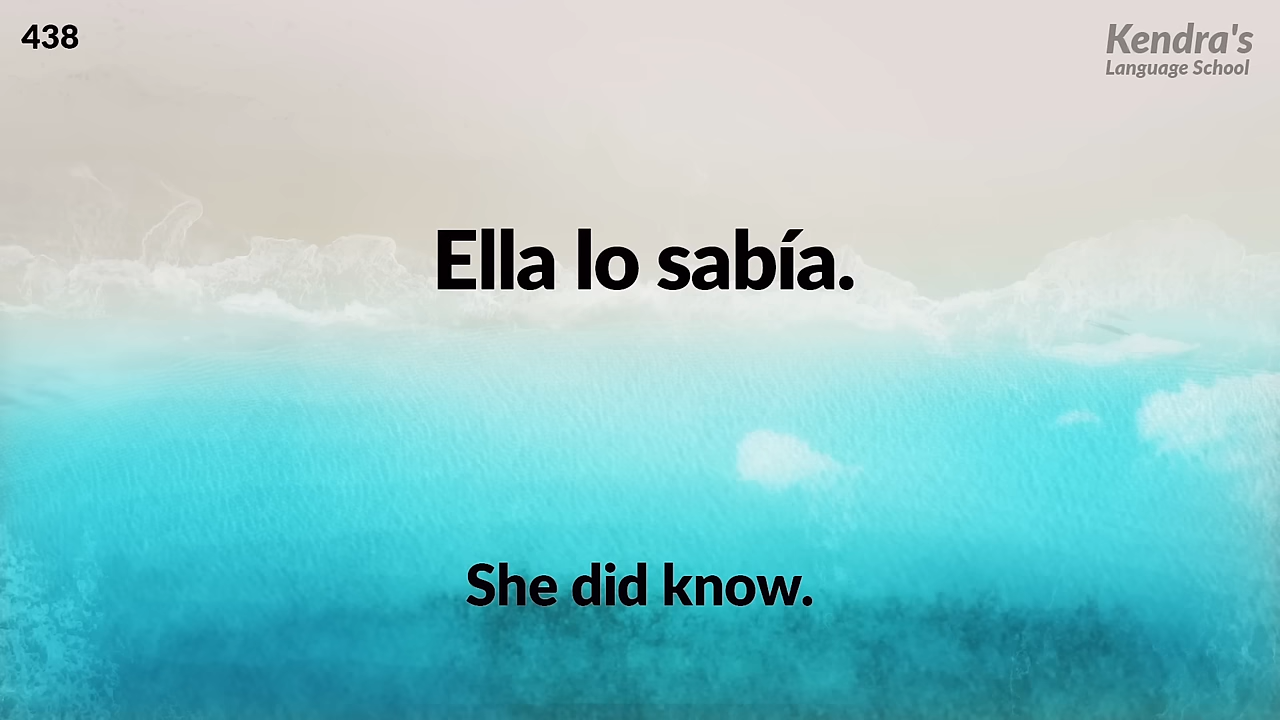 438
Kendra's
Language School
Ella lo sabía.
She did know.